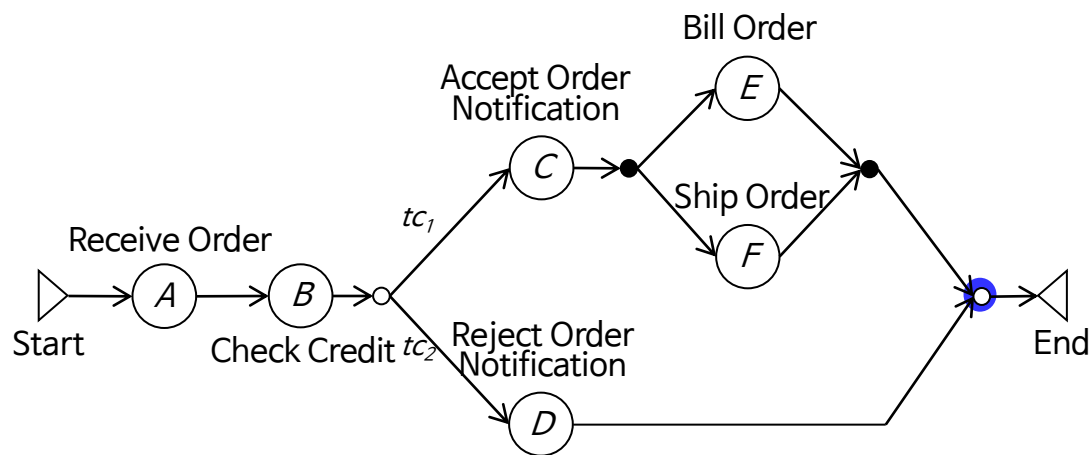 Bill Order
E
Accept Order
Notification
C
Ship Order
F
tc1
Receive Order
A
B
Start
Check Credit
tc2
Reject Order
Notification
D
End